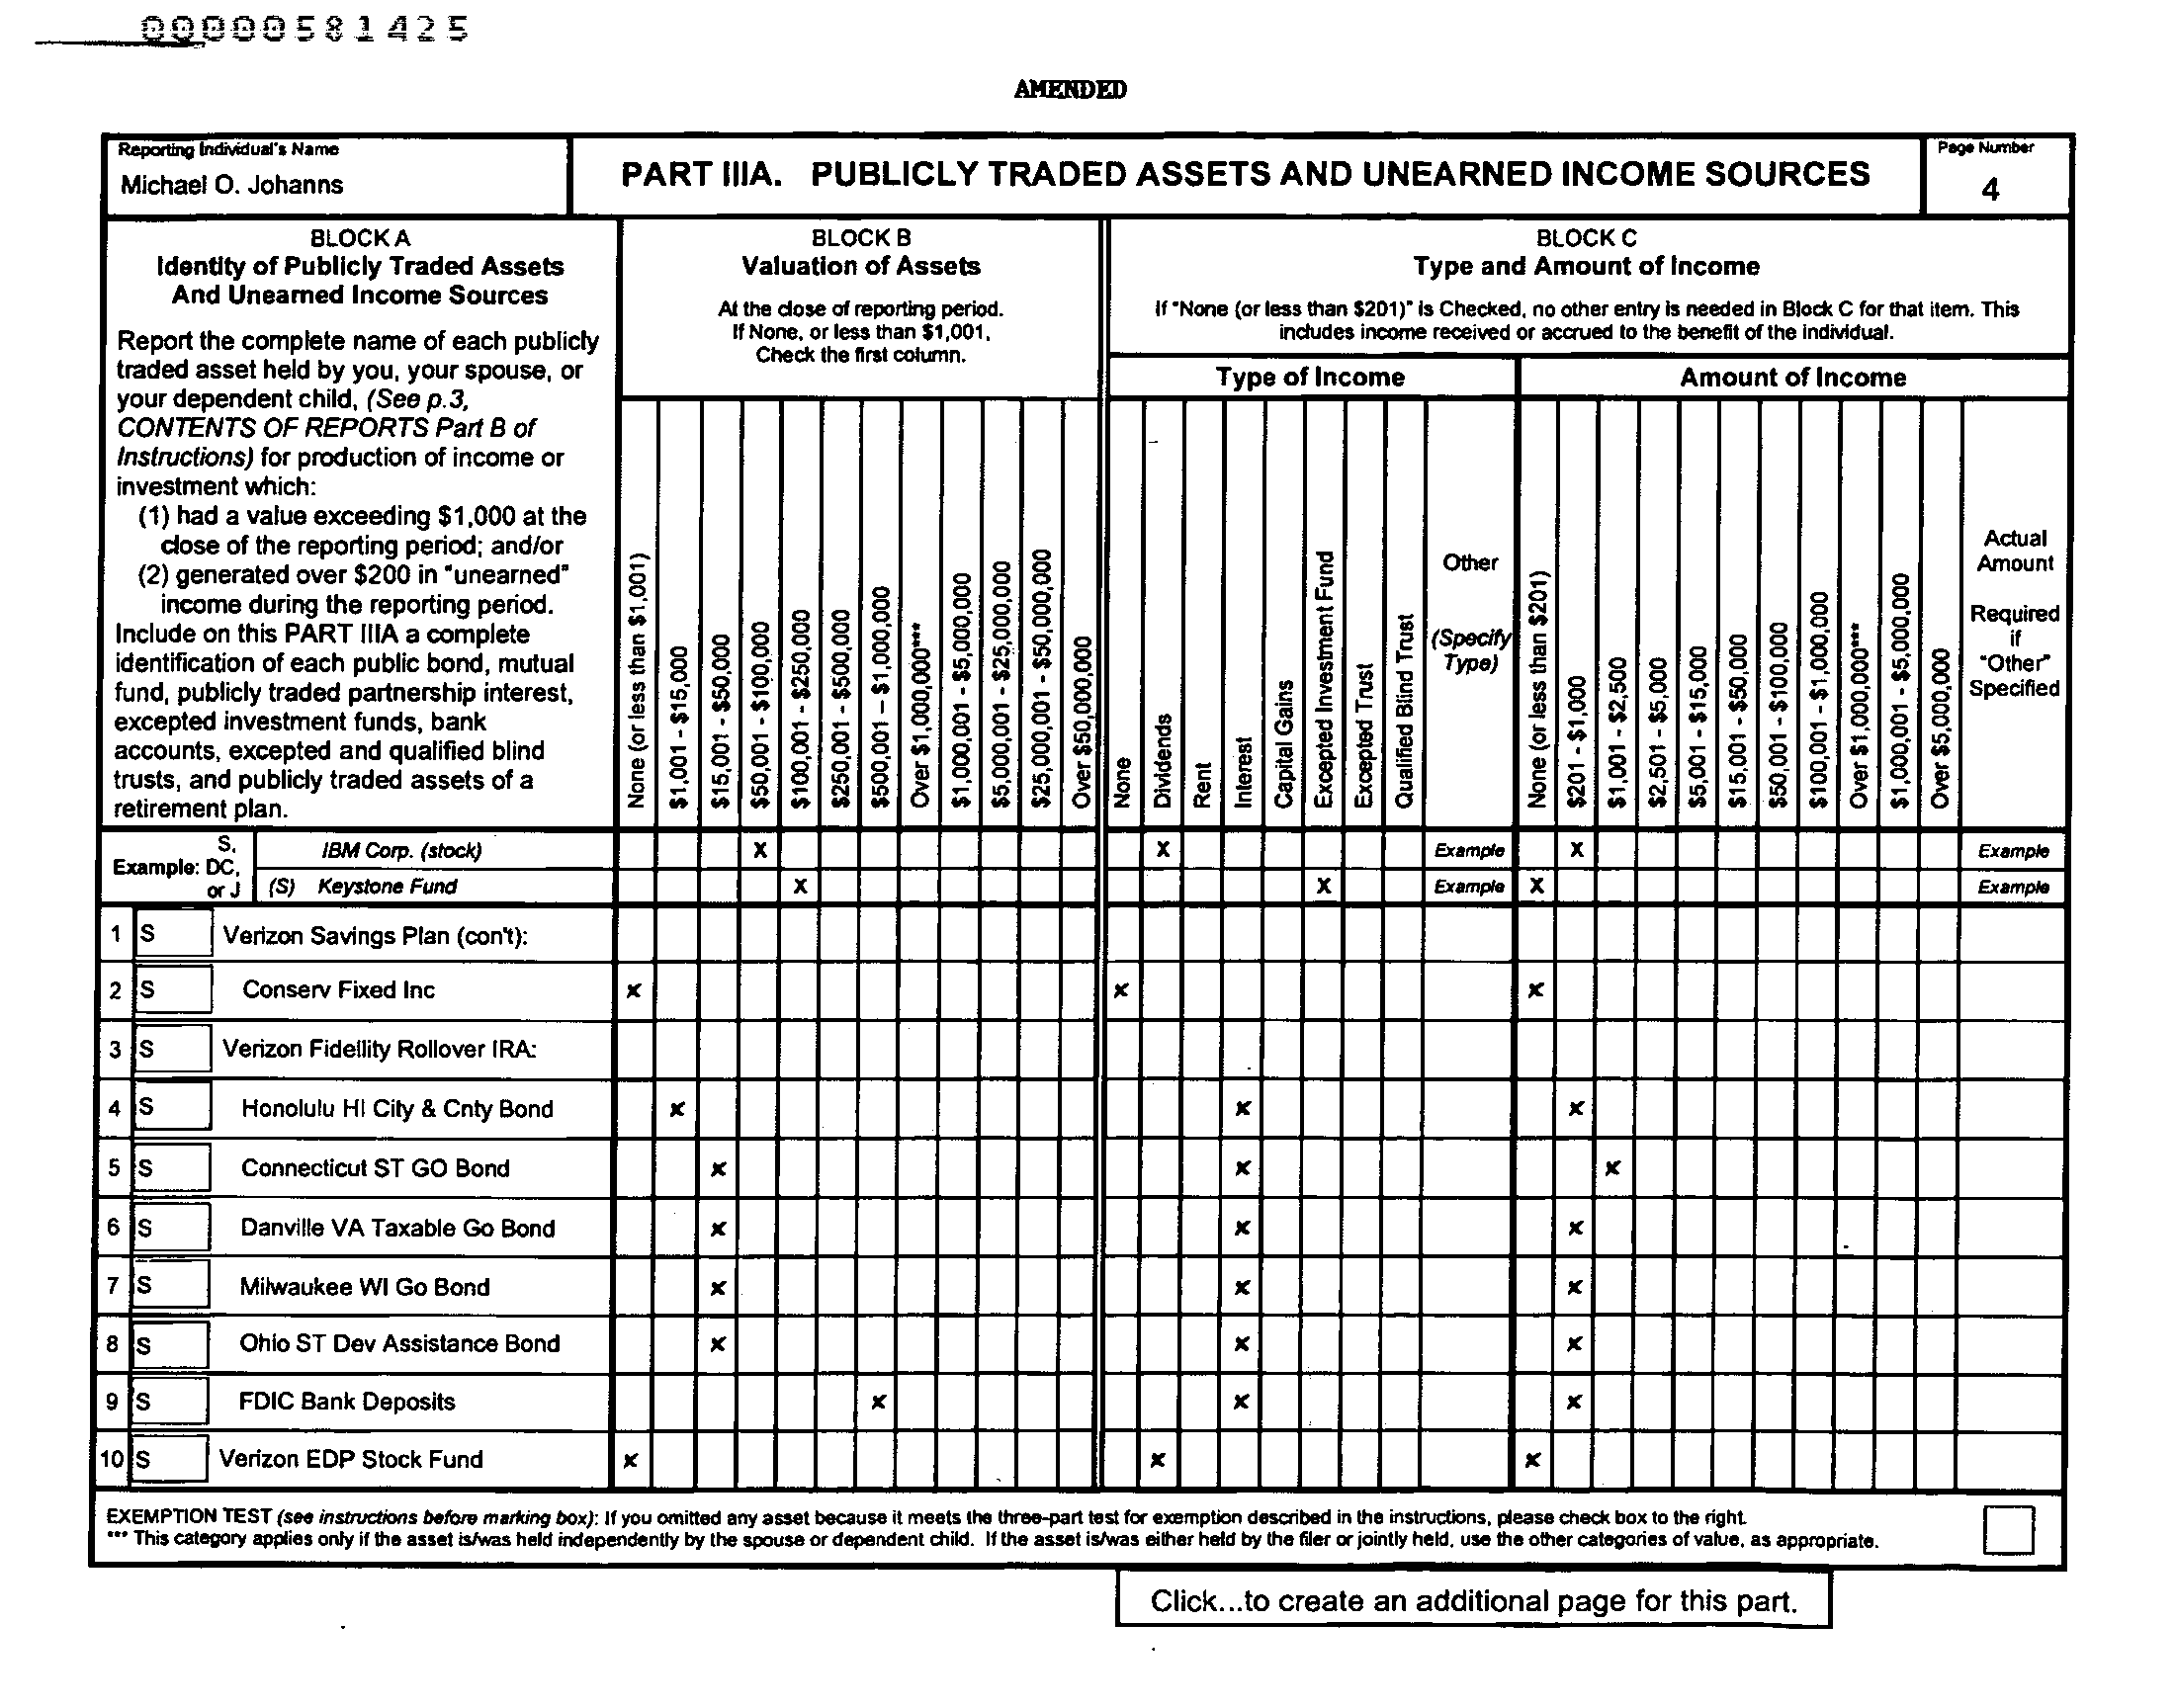 00000581425
AMENDED
Reporting Individual's Name
Michael O. Johanns
PART IIIA. PUBLICLY TRADED ASSETS AND UNEARNED INCOME SOURCES
Page Number
4
BLOCK A
Identity of Publicly Traded Assets
And Unearned Income Sources
Report the complete name of each publicly
traded asset held by you, your spouse, or
your dependent child, (See p.3,
CONTENTS OF REPORTS Part B of
Instructions) for production of income or
investment which:
(1) had a value exceeding $1,000 at the
close of the reporting period; and/or
(2) generated over $200 in "unearned"
income during the reporting period.
Include on this PART IIIA a complete
identification of each public bond, mutual
fund, publicly traded partnership interest,
excepted investment funds, bank
accounts, excepted and qualified blind
trusts, and publicly traded assets of a
retirement plan.
BLOCK B
Valuation of Assets
At the close of reporting period.
If None, or less than $1,001,
Check the first column.
BLOCK C
Type and Amount of Income
If "None (or less than $201)" is Checked, no other entry is needed in Block C for that item. This
includes income received or accrued to the benefit of the individual.
Type of Income
Amount of Income
None (or less than $1,001)
$1,001 - $15,000
$15,001 - $50,000
$50,001 - $100,000
$100,001 - $250,000
$250,001 - $500,000
$500,001 – $1,000,000
Over $1,000,000***
$1,000,001 - $5,000,000
$5,000,001 - $25,000,000
$25,000,001 - $50,000,000
Over $50,000,000
None
Dividends
Rent
Interest
Capital Gains
Excepted Investment Fund
Excepted Trust
Qualified Blind Trust
Other
(Specify
Type)
None (or less than $201)
$201 - $1,000
$1,001 - $2,500
$2,501 - $5,000
$5,001 - $15,000
$15,001 - $50,000
$50,001 - $100,000
$100,001 - $1,000,000
Over $1,000,000***
$1,000,001 - $5,000,000
Over $5,000,000
Actual
Amount
Required
if
"Other"
Specified
Example: S, DC, or J
IBM Corp. (stock) X X Example X Example
(S) Keystone Fund X X Example X Example
1 S Verizon Savings Plan (con't):
2 S Conserv Fixed Inc x x x
3 S Verizon Fidellity Rollover IRA:
4 S Honolulu HI City & Cnty Bond x x x
5 S Connecticut ST GO Bond x x x
6 S Danville VA Taxable Go Bond x x x
7 S Milwaukee WI Go Bond x x x
8 S Ohio ST Dev Assistance Bond x x x
9 S FDIC Bank Deposits x x x
10 S Verizon EDP Stock Fund x x x
EXEMPTION TEST (see instructions before marking box): If you omitted any asset because it meets the three-part test for exemption described in the instructions, please check box to the right.
*** This category applies only if the asset is/was held independently by the spouse or dependent child. If the asset is/was either held by the filer or jointly held, use the other categories of value, as appropriate.
Click...to create an additional page for this part.